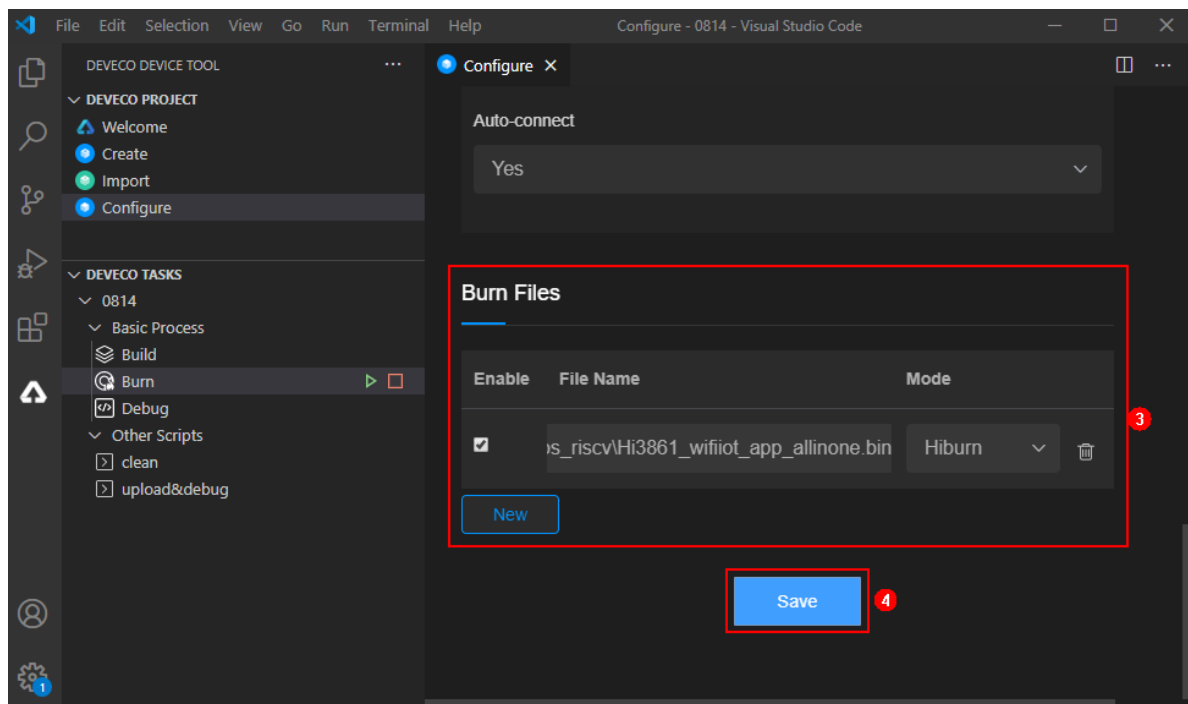 File Edit Selection View Go Run Terminal Help Configure - 0814 - Visual Studio Code
DEVECO DEVICE TOOL
DEVECO PROJECT
Welcome
Create
Import
Configure
DEVECO TASKS
0814
Basic Process
Build
Burn
Debug
Other Scripts
clean
upload&debug
1
Configure
Auto-connect
Yes
Burn Files
Enable File Name Mode
os_riscv\Hi3861_wifiiot_app_allinone.bin Hiburn
3
New
Save
4